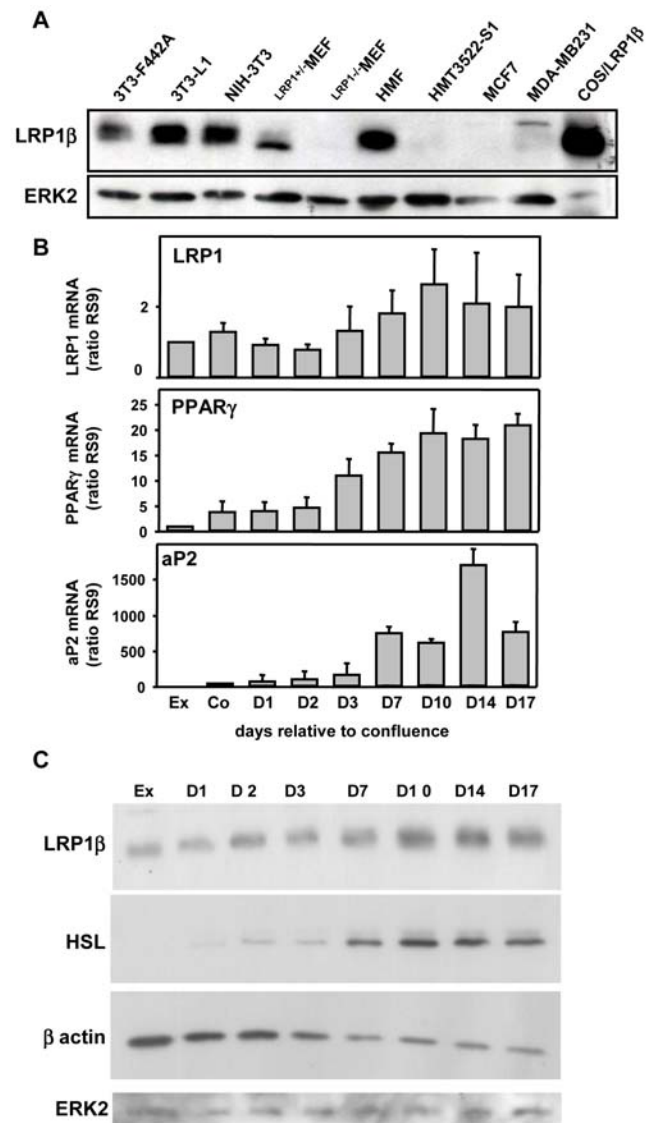 A
3T3-F442A 3T3-L1 NIH-3T3 LRP1+/-MEF LRP1-/-MEF HMF HMT3522-S1 MCF7 MDA-MB231 COS/LRP1β
LRP1β
ERK2
B
LRP1
LRP1 mRNA
(ratio RS9)
2
0
PPARγ
PPARγ mRNA
(ratio RS9)
25
20
15
10
5
0
aP2
aP2 mRNA
(ratio RS9)
1500
1000
500
0
Ex Co D1 D2 D3 D7 D10 D14 D17
days relative to confluence
C
Ex D1 D 2 D3 D7 D1 0 D14 D17
LRP1β
HSL
β actin
ERK2